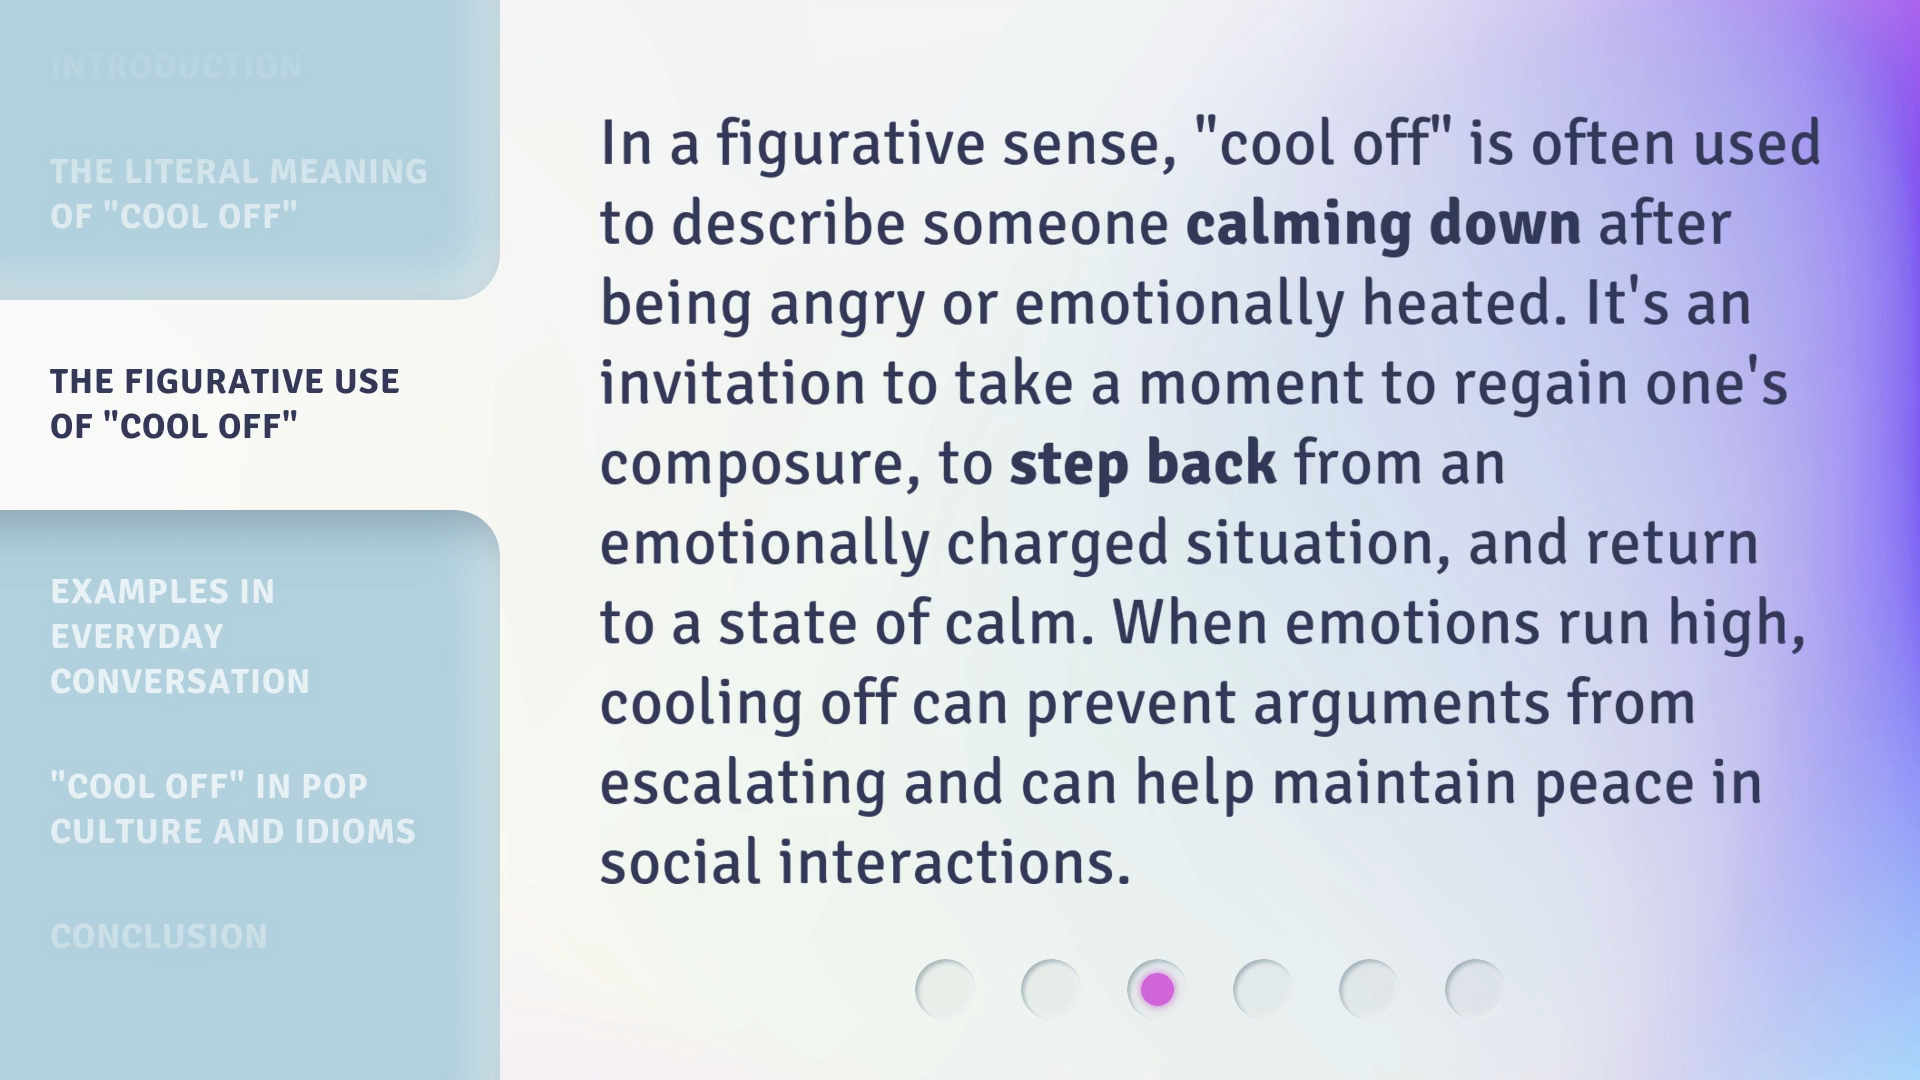 INTRODUCTION
THE LITERAL MEANING
OF "COOL OFF"
THE FIGURATIVE USE
OF "COOL OFF"
EXAMPLES IN
EVERYDAY
CONVERSATION
"COOL OFF" IN POP
CULTURE AND IDIOMS
CONCLUSION
In a figurative sense, "cool off" is often used
to describe someone calming down after
being angry or emotionally heated. It's an
invitation to take a moment to regain one's
composure, to step back from an
emotionally charged situation, and return
to a state of calm. When emotions run high,
cooling off can prevent arguments from
escalating and can help maintain peace in
social interactions.